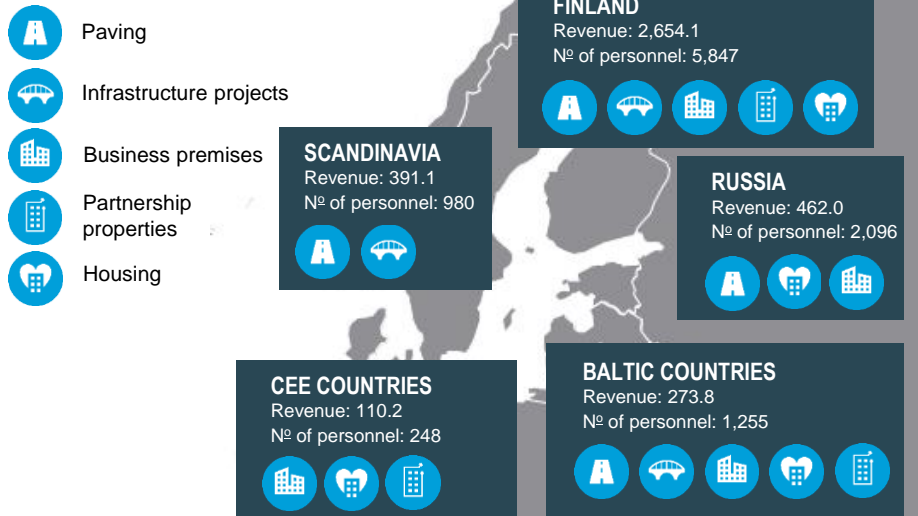 Paving
Infrastructure projects
Business premises
Partnership
properties
Housing
FINLAND
Revenue: 2,654.1
Nº of personnel: 5,847
SCANDINAVIA
Revenue: 391.1
Nº of personnel: 980
RUSSIA
Revenue: 462.0
Nº of personnel: 2,096
CEE COUNTRIES
Revenue: 110.2
Nº of personnel: 248
BALTIC COUNTRIES
Revenue: 273.8
Nº of personnel: 1,255